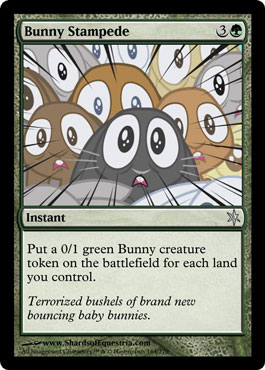 Bunny Stampede 3
Instant
Put a 0/1 green Bunny creature
token on the battlefield for each land
you control.
Terrorized bushels of brand new
bouncing baby bunnies.
www.ShardsofEquestria.com